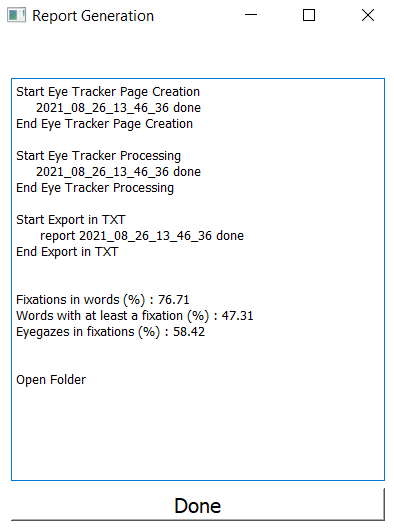 Report Generation
Start Eye Tracker Page Creation
2021_08_26_13_46_36 done
End Eye Tracker Page Creation
Start Eye Tracker Processing
2021_08_26_13_46_36 done
End Eye Tracker Processing
Start Export in TXT
report 2021_08_26_13_46_36 done
End Export in TXT
Fixations in words (%) : 76.71
Words with at least a fixation (%) : 47.31
Eyegazes in fixations (%) : 58.42
Open Folder
Done